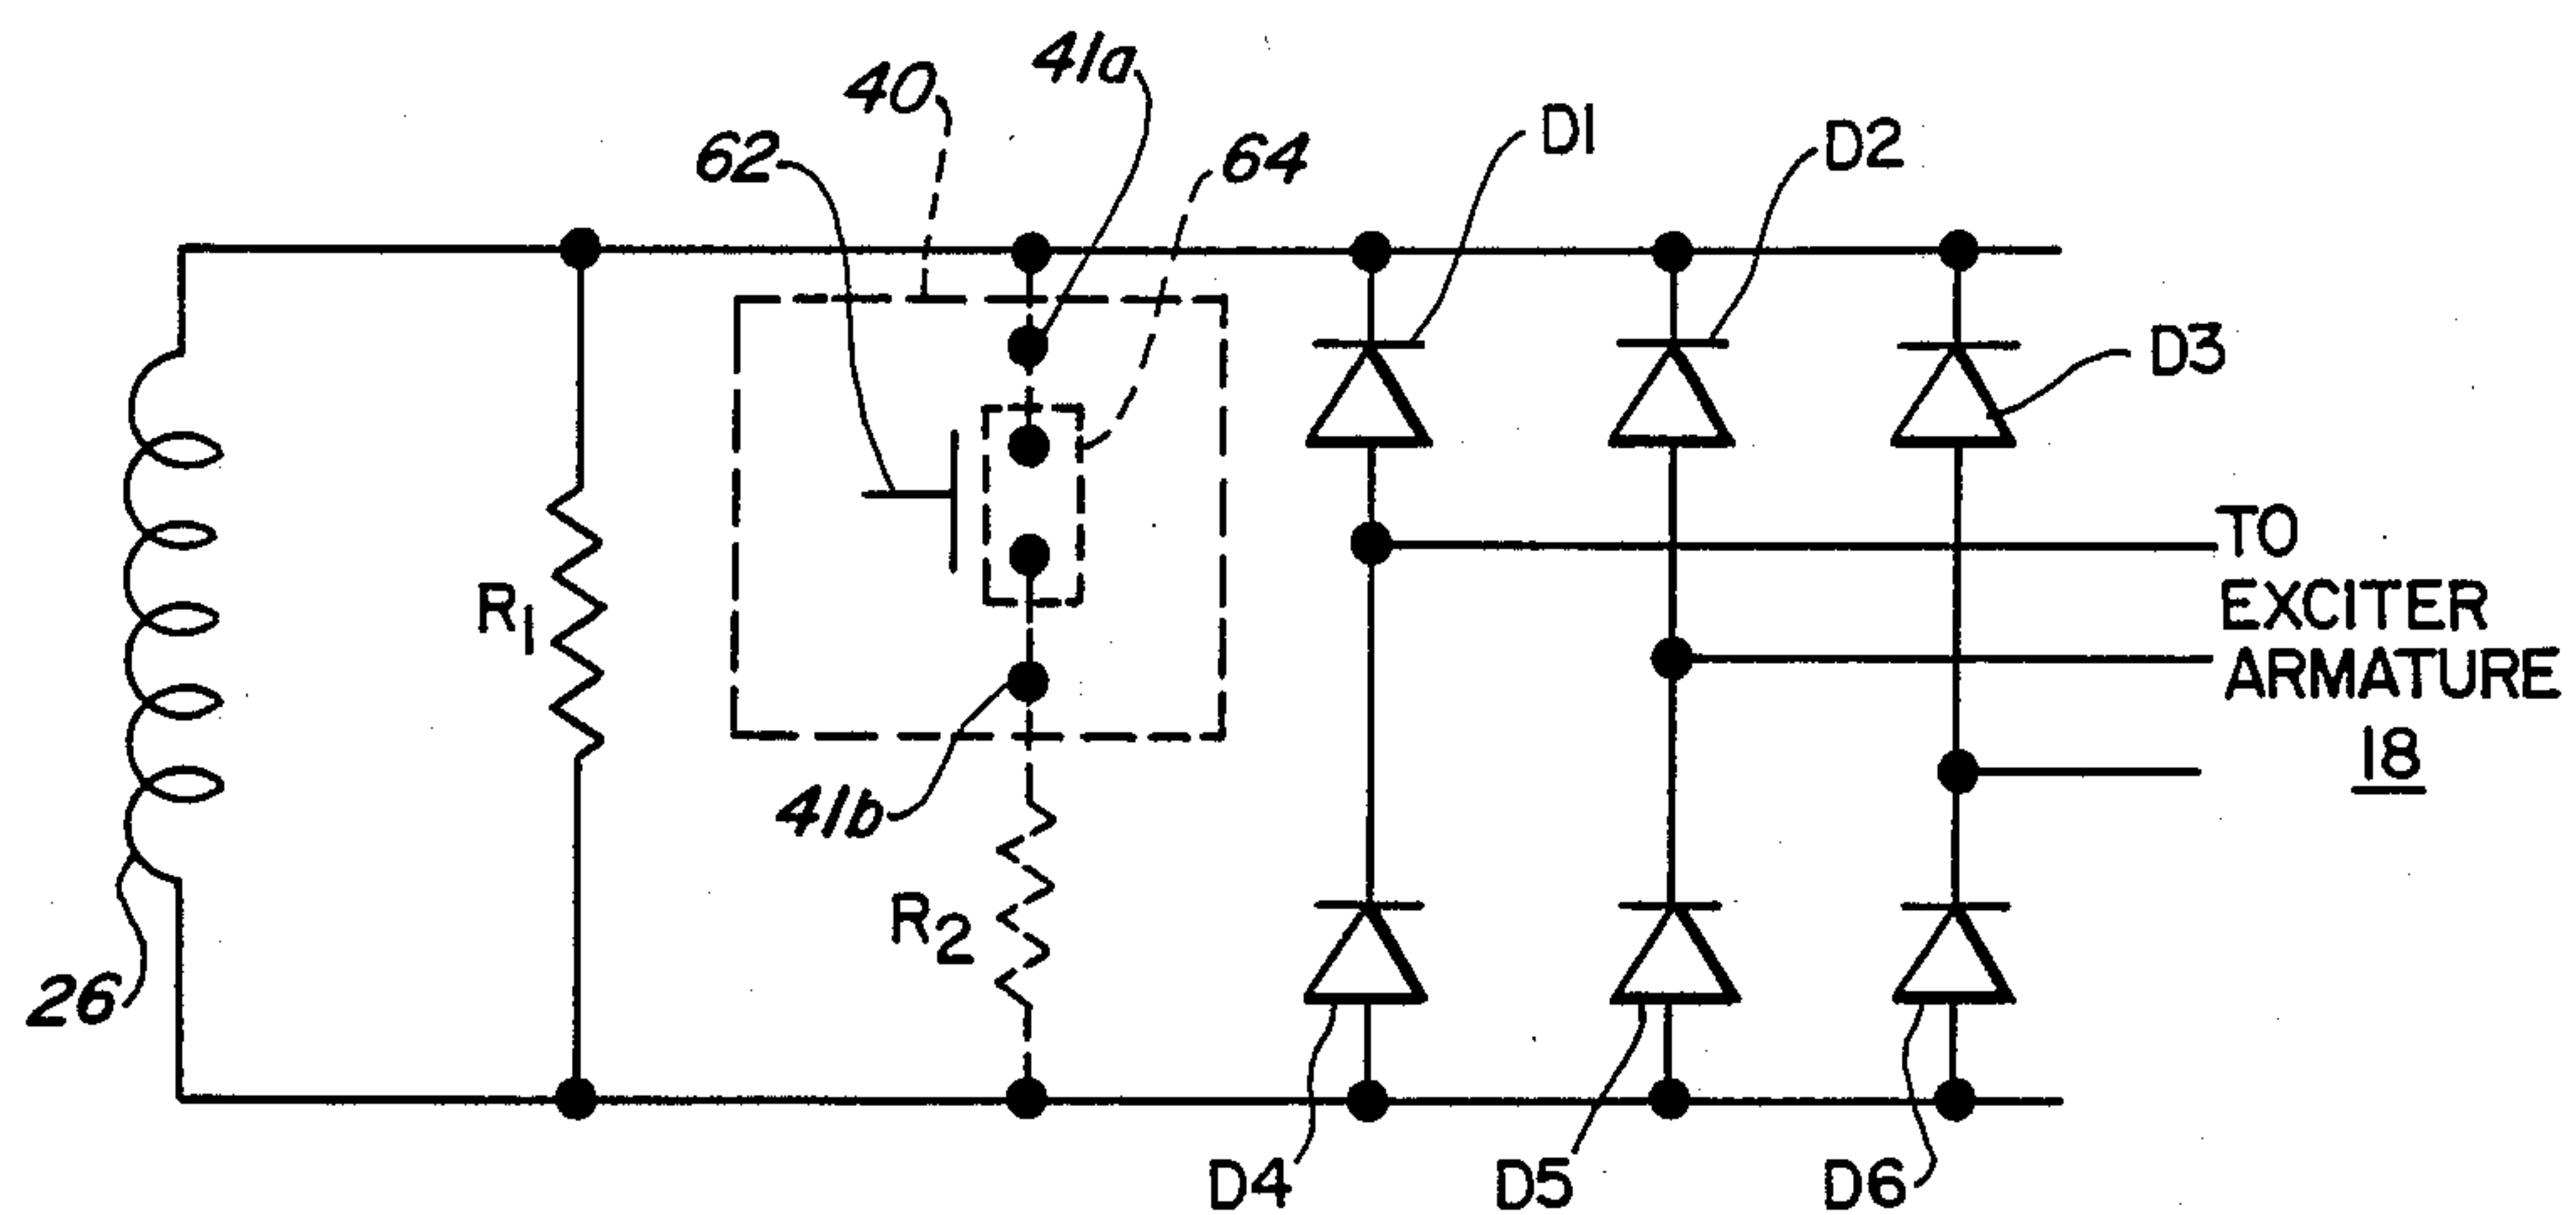 41a
40
62
64
D1
D2
D3
R1
TO
EXCITER
ARMATURE
18
41b
R2
26
D4
D5
D6